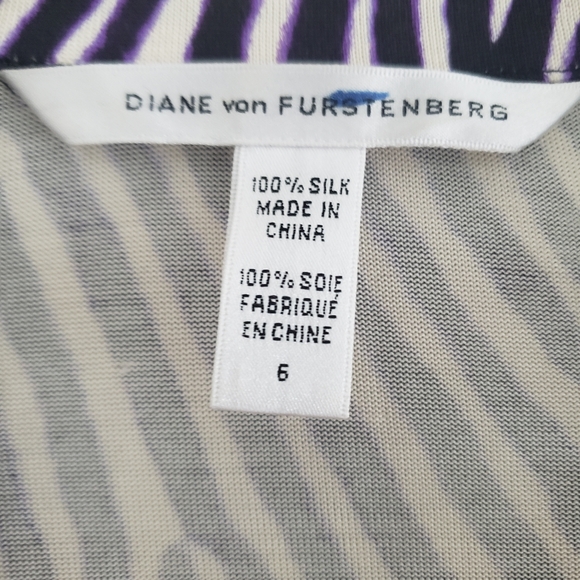 DIANE von FURSTENBERG
100% SILK
MADE IN
CHINA
100% SOIE
FABRIQUÉ
EN CHINE
6